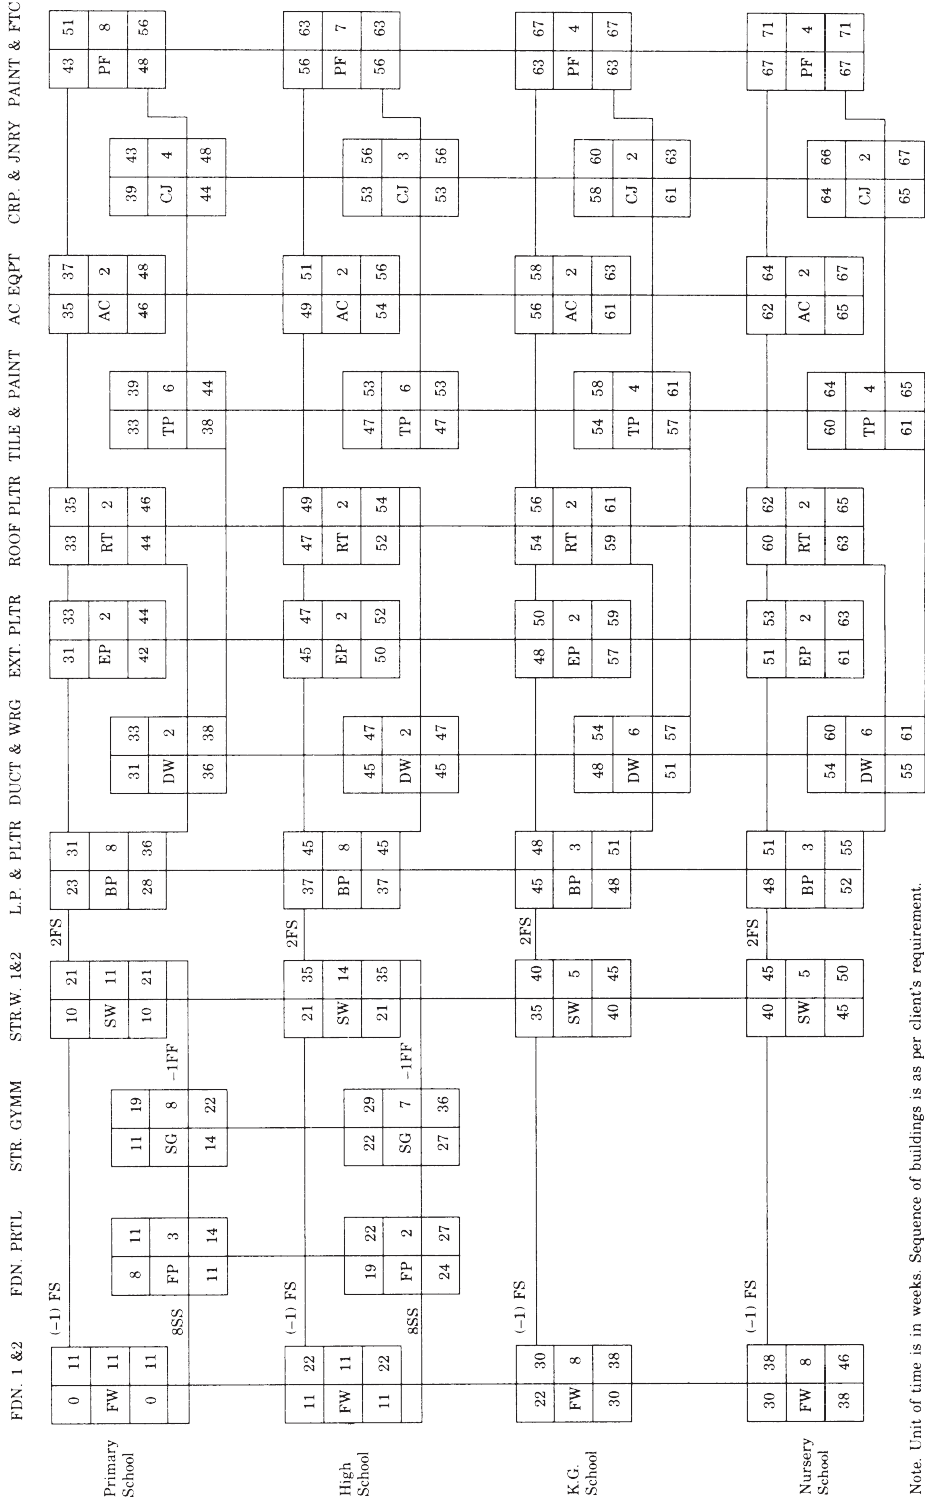 FDN. 1 &2 FDN. PRTL STR. GYMM STR.W. 1&2 L.P. & PLTR DUCT & WRG EXT. PLTR ROOF PLTR TILE & PAINT AC EQPT CRP. & JNRY PAINT & FTC
Primary
School
0 11
FW 11
0 11
(−1) FS
8SS
8 11
FP 3
11 14
11 19
SG 8
14 22
−1FF
10 21
SW 11
10 21
2FS
23 31
BP 8
28 36
31 33
DW 2
36 38
31 33
EP 2
42 44
33 35
RT 2
44 46
33 39
TP 6
38 44
35 37
AC 2
46 48
39 43
CJ 4
44 48
43 51
PF 8
48 56
High
School
11 22
FW 11
11 22
(−1) FS
8SS
19 22
FP 2
24 27
22 29
SG 7
27 36
−1FF
21 35
SW 14
21 35
2FS
37 45
BP 8
37 45
45 47
DW 2
45 47
45 47
EP 2
50 52
47 49
RT 2
52 54
47 53
TP 6
47 53
49 51
AC 2
54 56
53 56
CJ 3
53 56
56 63
PF 7
56 63
K.G.
School
22 30
FW 8
30 38
(−1) FS
35 40
SW 5
40 45
2FS
45 48
BP 3
48 51
48 54
DW 6
51 57
48 50
EP 2
57 59
54 56
RT 2
59 61
54 58
TP 4
57 61
56 58
AC 2
61 63
58 60
CJ 2
61 63
63 67
PF 4
63 67
Nursery
School
30 38
FW 8
38 46
(−1) FS
40 45
SW 5
45 50
2FS
48 51
BP 3
52 55
54 60
DW 6
55 61
51 53
EP 2
61 63
60 62
RT 2
63 65
60 64
TP 4
61 65
62 64
AC 2
65 67
64 66
CJ 2
65 67
67 71
PF 4
67 71
Note. Unit of time is in weeks. Sequence of buildings is as per client's requirement.